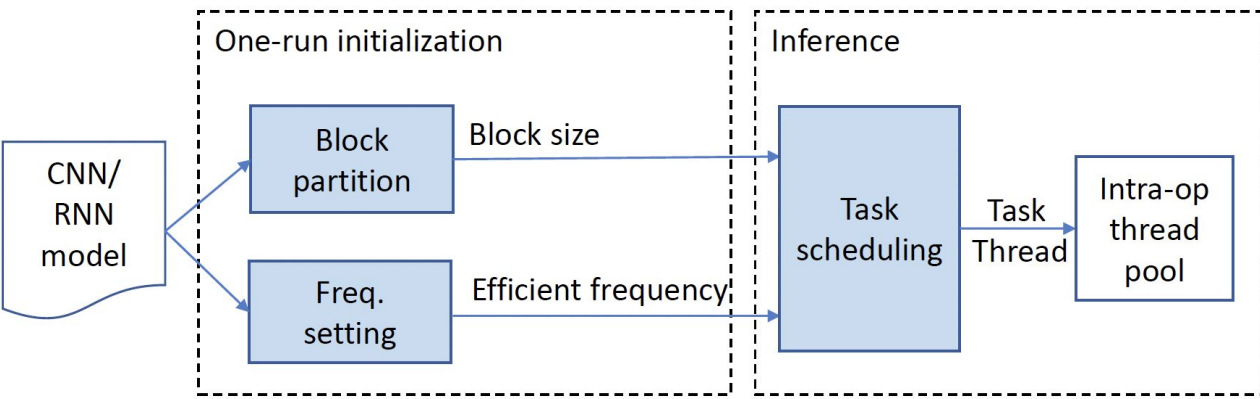 One-run initialization
Inference
CNN/
RNN
model
Block
partition
Block size
Freq.
setting
Efficient frequency
Task
scheduling
Task
Thread
Intra-op
thread
pool